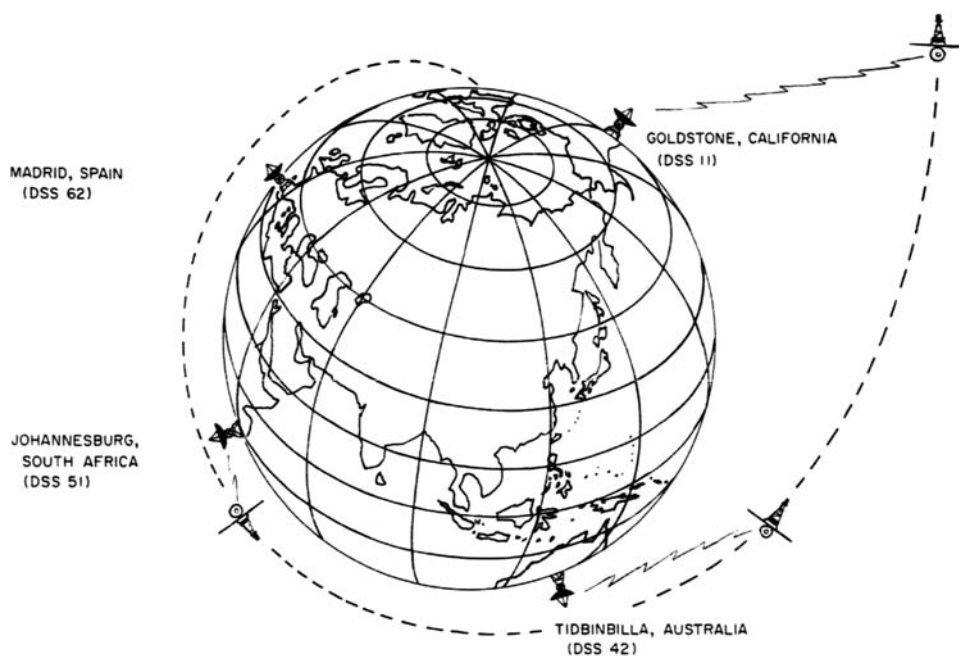 GOLDSTONE, CALIFORNIA
(DSS 11)
MADRID, SPAIN
(DSS 62)
JOHANNESBURG,
SOUTH AFRICA
(DSS 51)
TIDBINBILLA, AUSTRALIA
(DSS 42)